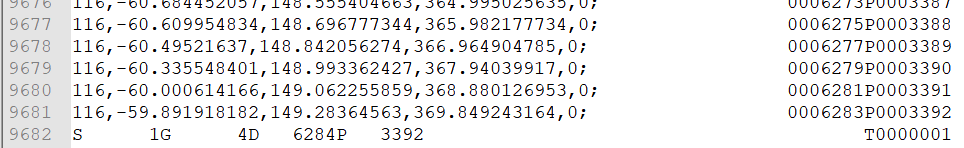 9676 116,-60.684452057,148.555404663,364.995025635,0; 0006273P0003387
9677 116,-60.609954834,148.696777344,365.982177734,0; 0006275P0003388
9678 116,-60.49521637,148.842056274,366.964904785,0; 0006277P0003389
9679 116,-60.335548401,148.993362427,367.94039917,0; 0006279P0003390
9680 116,-60.000614166,149.062255859,368.880126953,0; 0006281P0003391
9681 116,-59.891918182,149.28364563,369.849243164,0; 0006283P0003392
9682 S      1G      4D   6284P   3392                                        T0000001